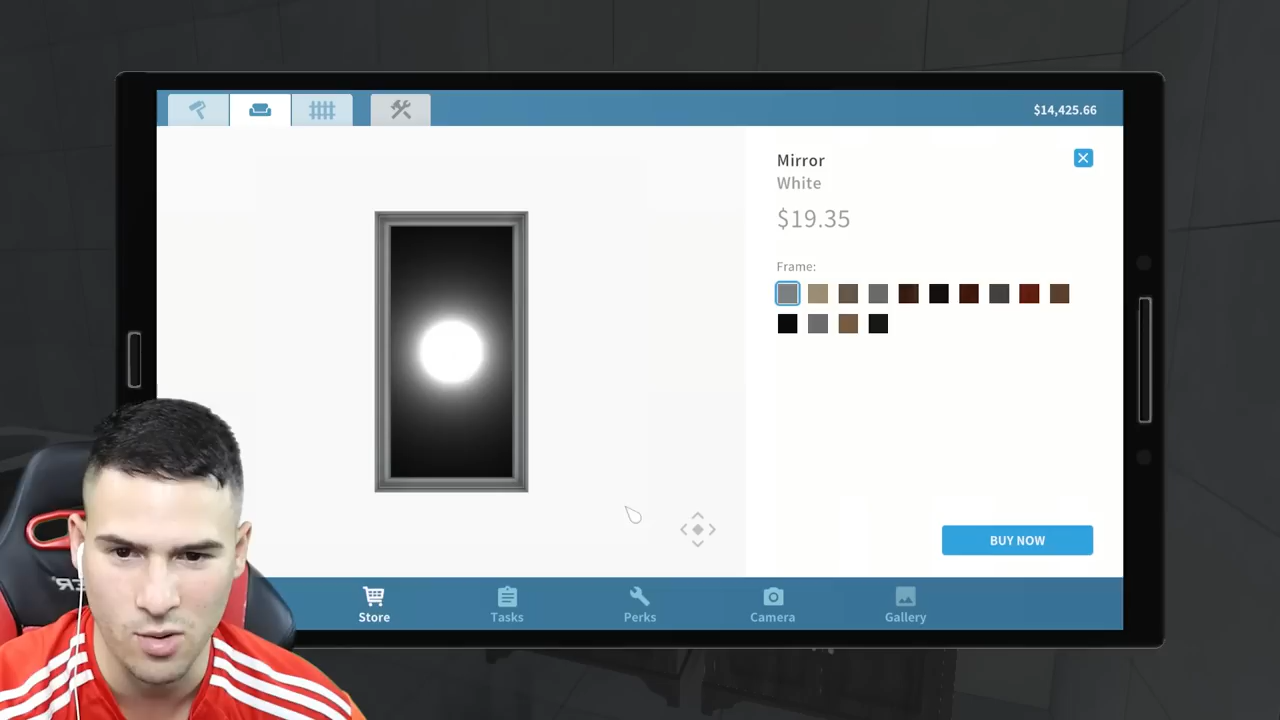 $14,425.66
Mirror
White
$19.35
Frame:
BUY NOW
Store
Tasks
Perks
Camera
Gallery